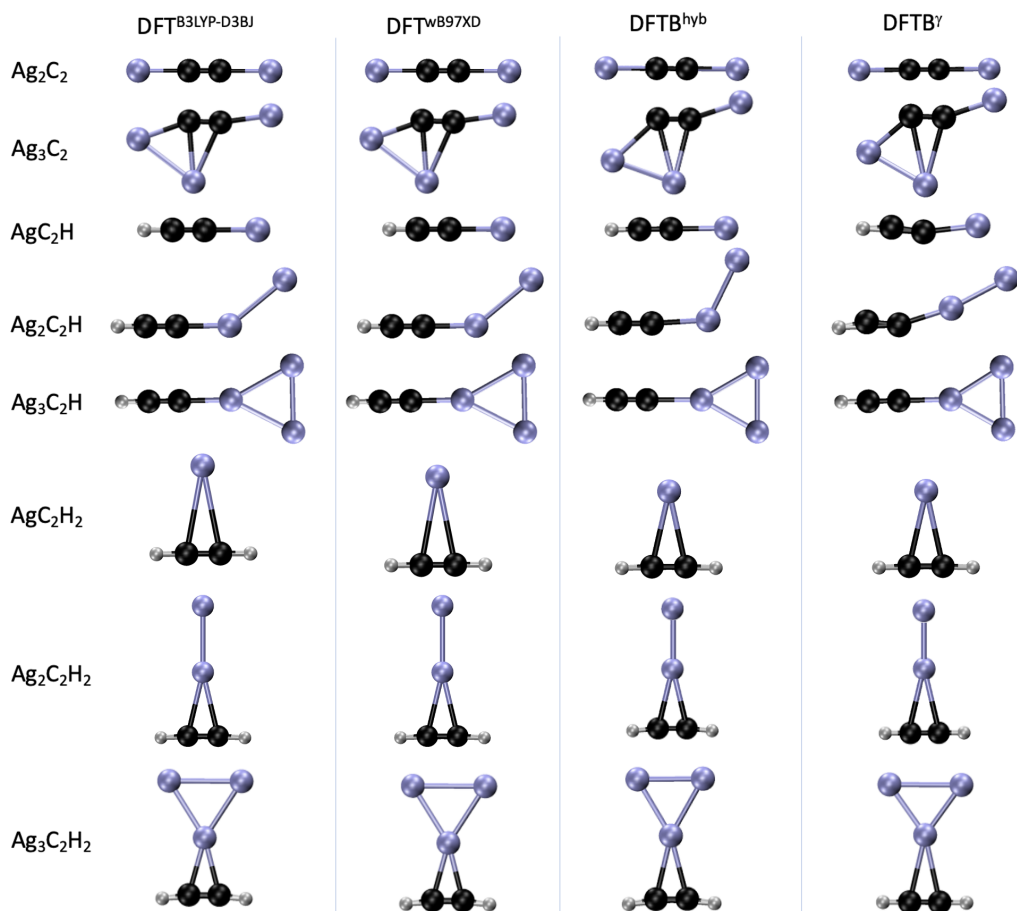 DFTᴮ³ᴸʸᴾ⁻ᴰ³ᴮᴶ DFTʷᴮ⁹⁷ˣᴰ DFTBʰʸᵇ DFTBᵞ
Ag₂C₂
Ag₃C₂
AgC₂H
Ag₂C₂H
Ag₃C₂H
AgC₂H₂
Ag₂C₂H₂
Ag₃C₂H₂